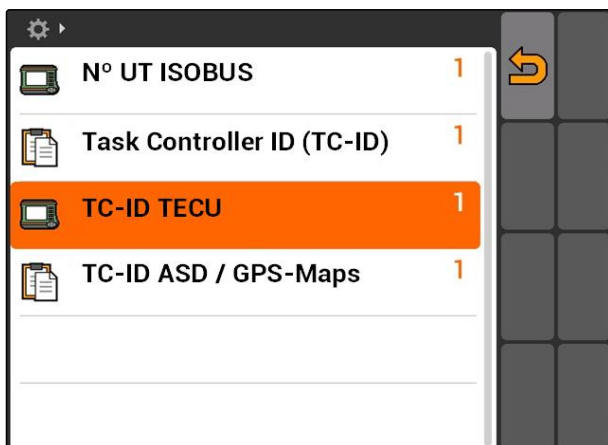 Nº UT ISOBUS 1
Task Controller ID (TC-ID) 1
TC-ID TECU 1
TC-ID ASD / GPS-Maps 1